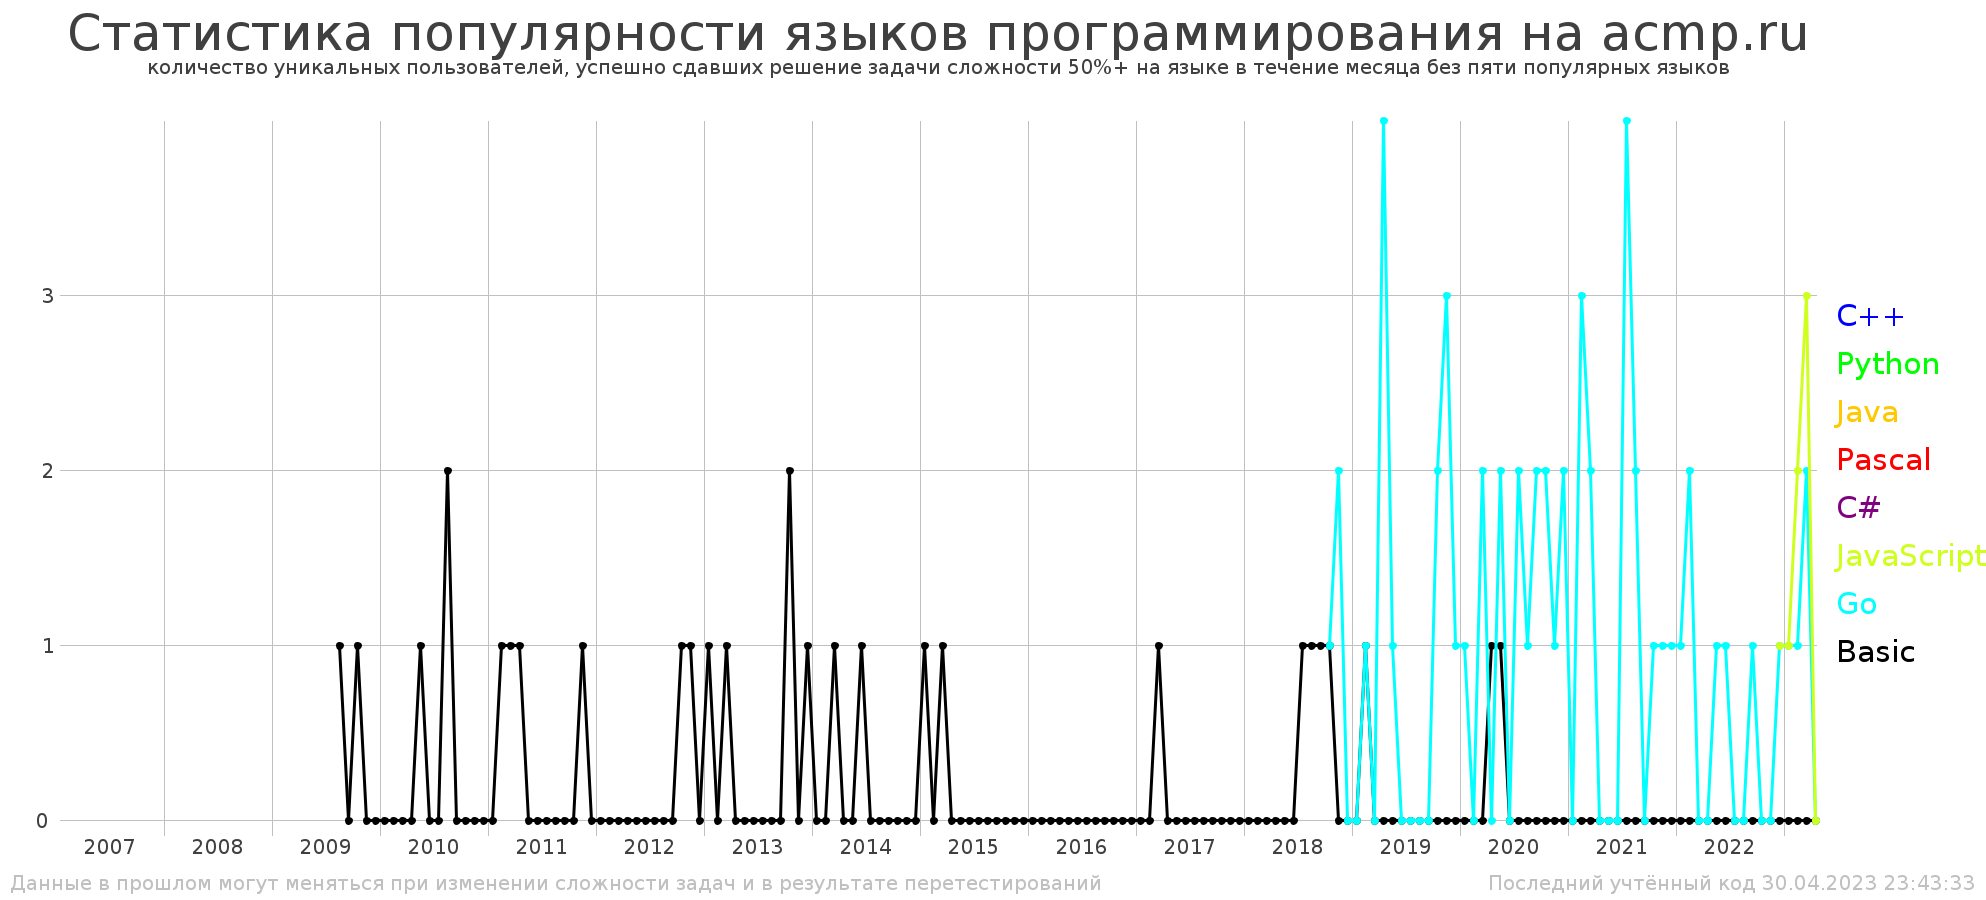 Статистика популярности языков программирования на acmp.ru
количество уникальных пользователей, успешно сдавших решение задачи сложности 50%+ на языке в течение месяца без пяти популярных языков
3
2
1
0
C++
Python
Java
Pascal
C#
JavaScript
Go
Basic
2007 2008 2009 2010 2011 2012 2013 2014 2015 2016 2017 2018 2019 2020 2021 2022
Данные в прошлом могут меняться при изменении сложности задач и в результате перетестирований
Последний учтённый код 30.04.2023 23:43:33